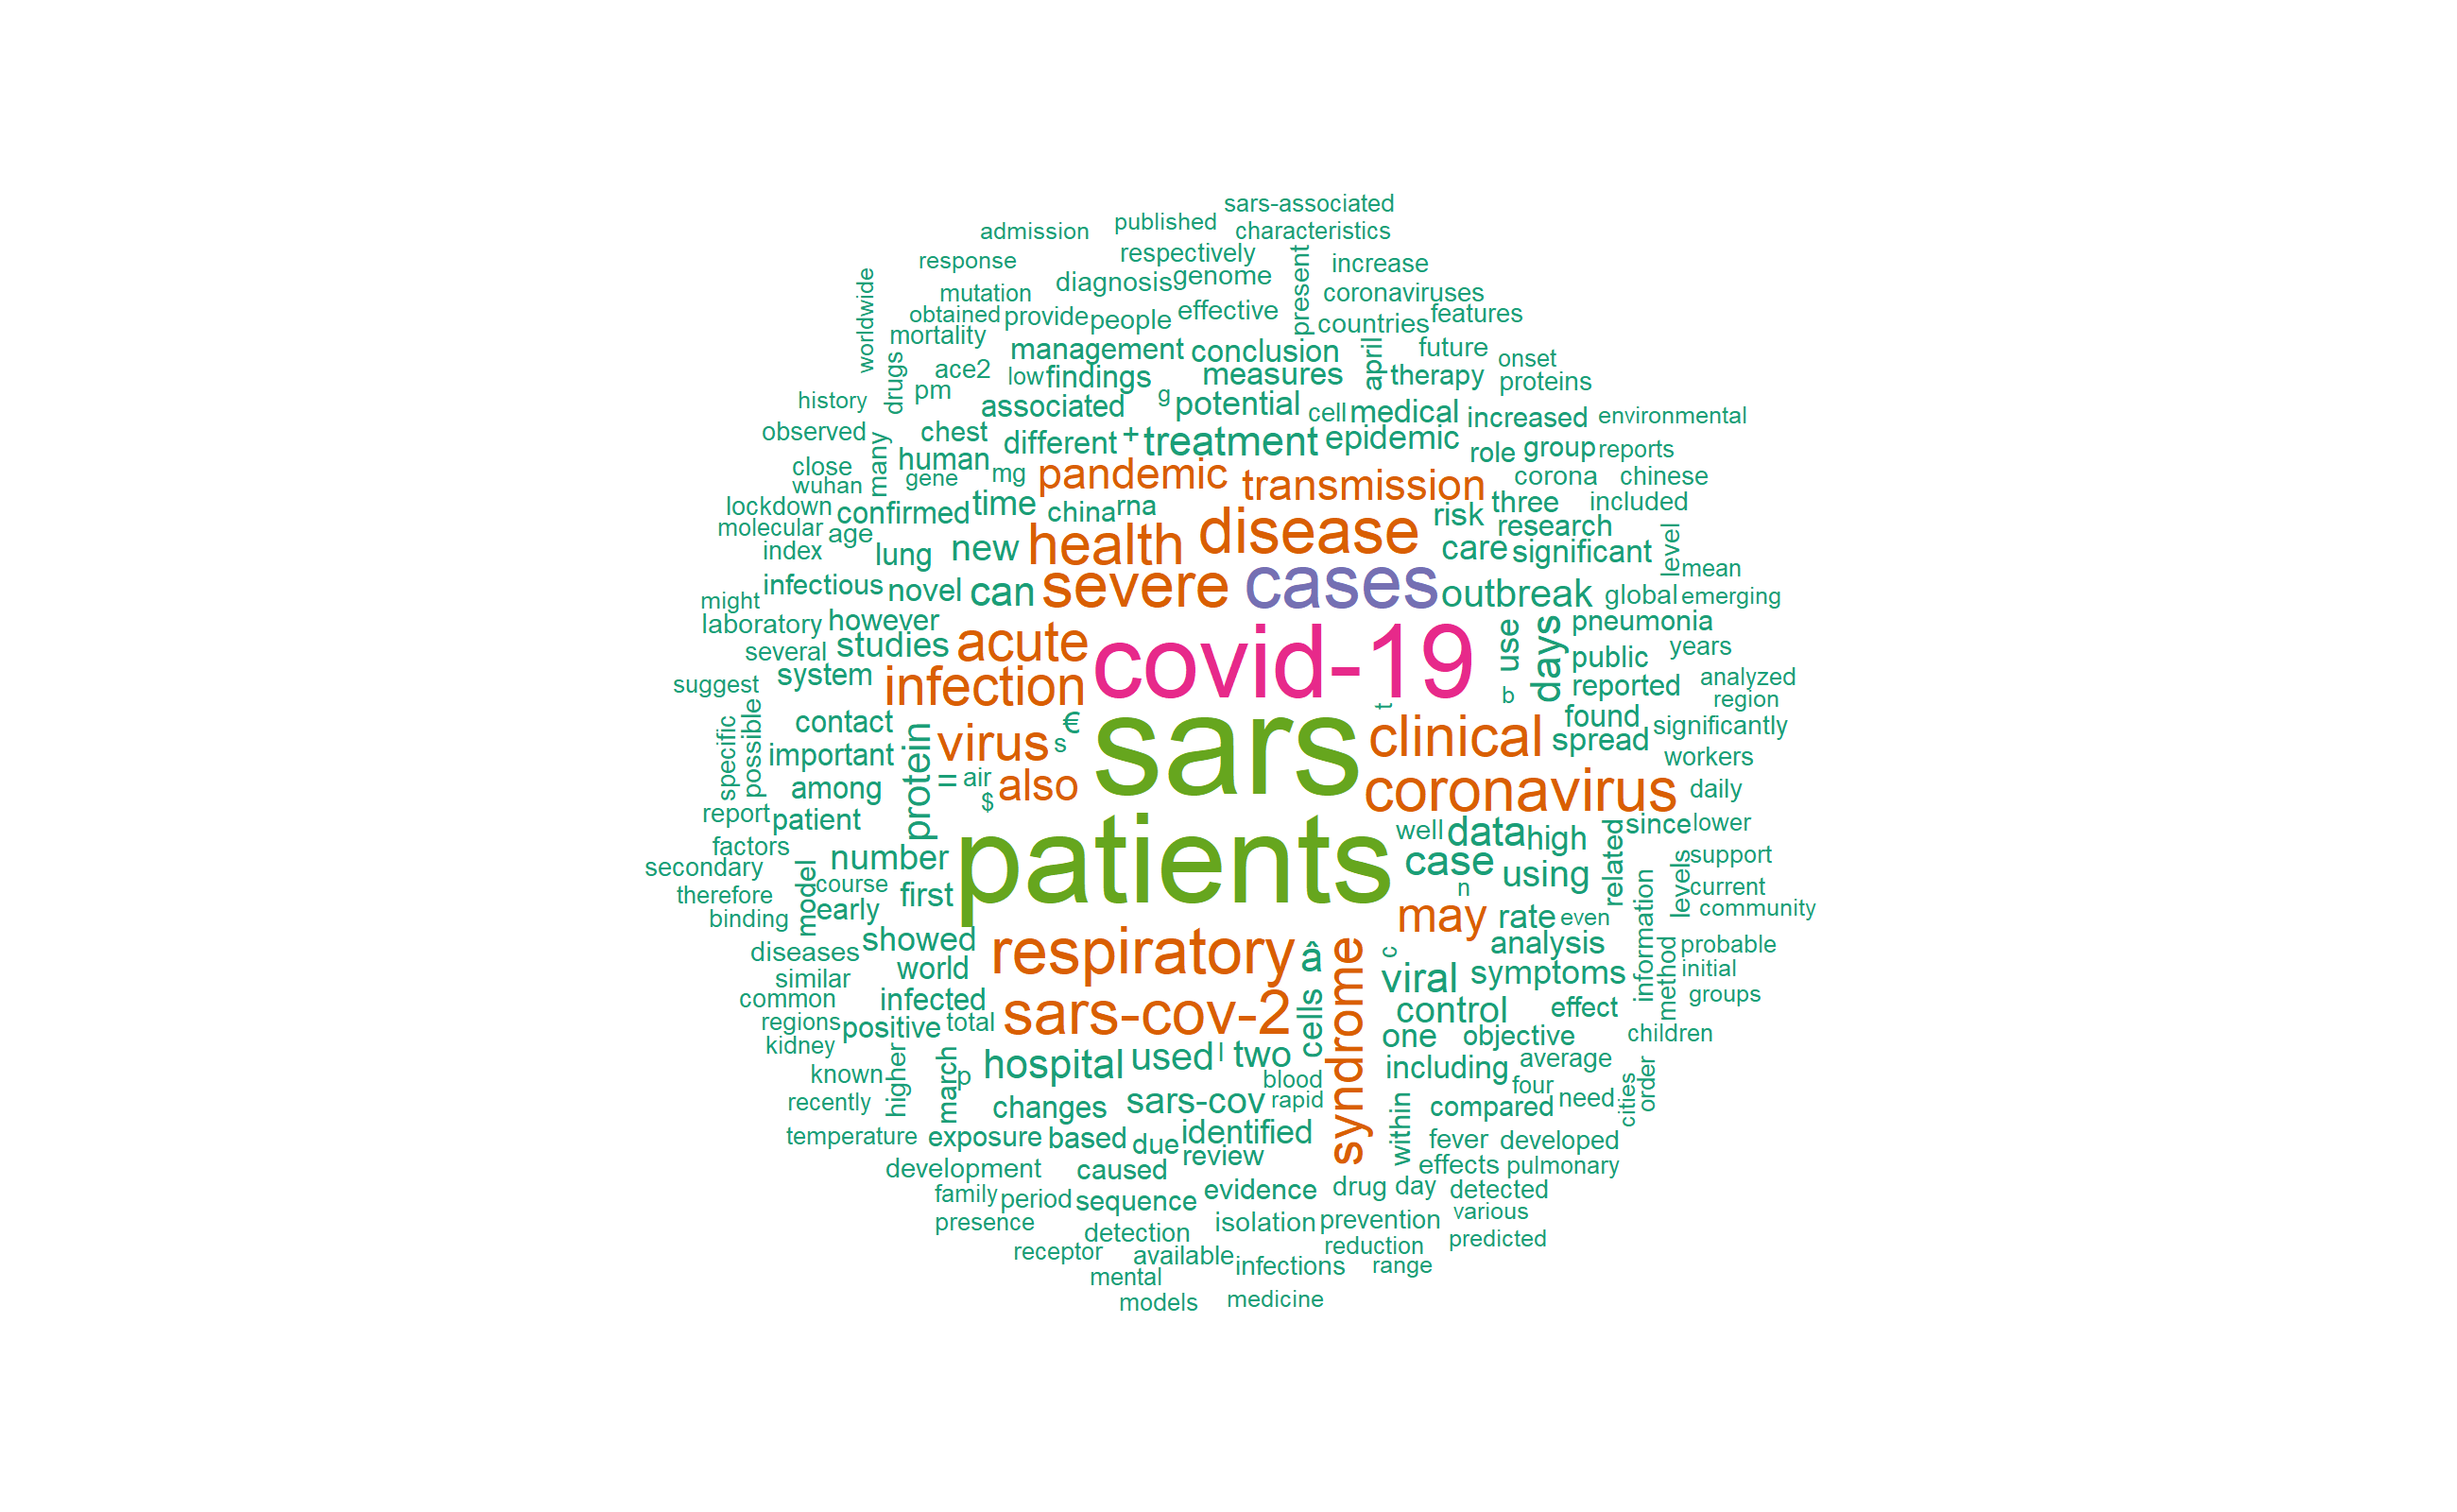 sars-associated
admission published characteristics
response respectively increase
worldwide diagnosis genome present
mutation coronaviruses
obtained provide people effective countries features
mortality management conclusion april future onset
drugs ace2 low findings measures therapy proteins
history pm associated g potential cell medical increased environmental
observed many chest different + treatment epidemic role group reports
close human pandemic transmission corona chinese
wuhan gene mg
lockdown confirmed time china rna risk three included
molecular age health disease research
index lung new care significant level
infectious novel can severe cases outbreak global mean
might emerging
laboratory however acute covid-19 use days pneumonia
several studies public years
suggest system infection b reported analyzed
region
specific possible contact protein virus s € sars t clinical found significantly
important spread workers
among = air also coronavirus daily
report patient $ patients well data high related since lower
factors number case support
secondary model course first n using information levels current
therefore
binding early may rate even community
diseases showed respiratory â syndrome c analysis method probable
similar world viral symptoms initial
common infected sars-cov-2 cells control effect groups
regions positive total one objective children
kidney higher march hospital used l two including average order
known p blood four cities
recently changes sars-cov rapid within compared need
temperature exposure based due identified fever developed
development caused review effects pulmonary
family period sequence evidence drug day detected
presence detection isolation prevention various
receptor available reduction predicted
mental infections range
models medicine